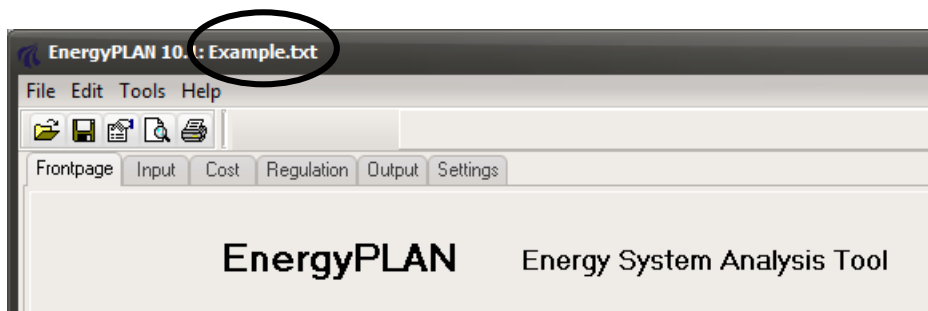 EnergyPLAN 10.1: Example.txt
File Edit Tools Help
Frontpage Input Cost Regulation Output Settings
EnergyPLAN Energy System Analysis Tool